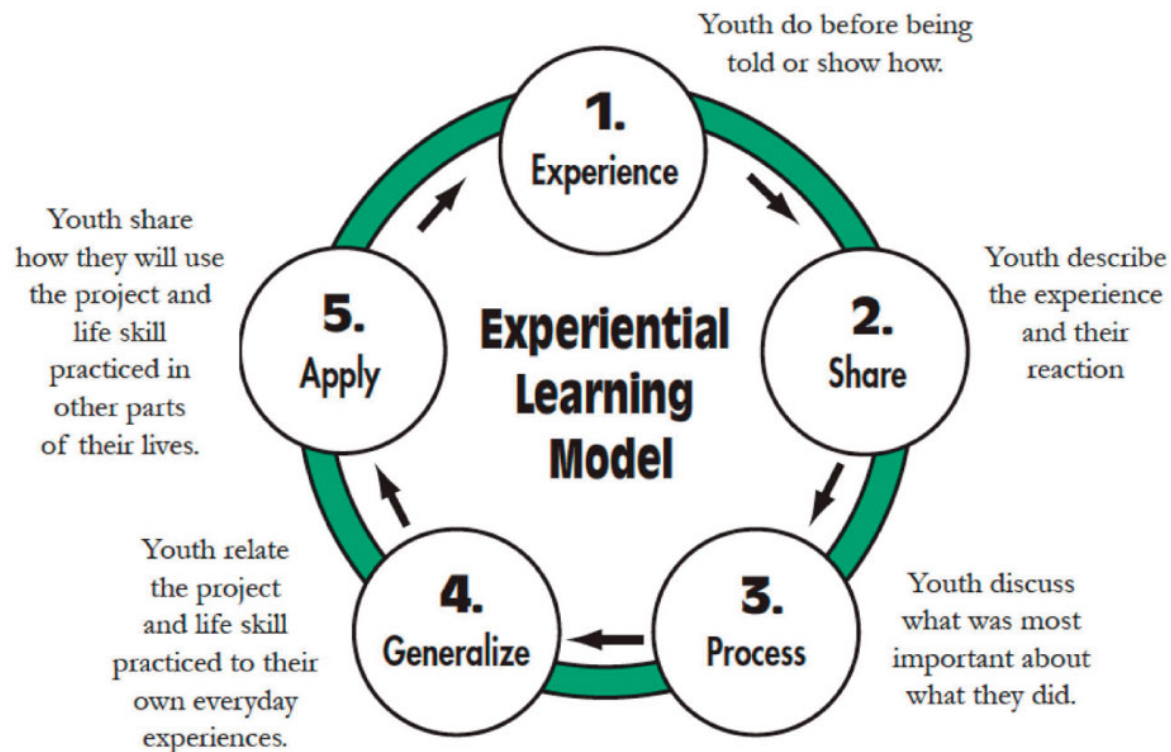 Youth do before being
told or show how.
1.
Experience
Youth describe
the experience
and their
reaction
2.
Share
Youth discuss
what was most
important about
what they did.
3.
Process
Youth relate
the project
and life skill
practiced to their
own everyday
experiences.
4.
Generalize
Youth share
how they will use
the project and
life skill
practiced in
other parts
of their lives.
5.
Apply
Experiential
Learning
Model